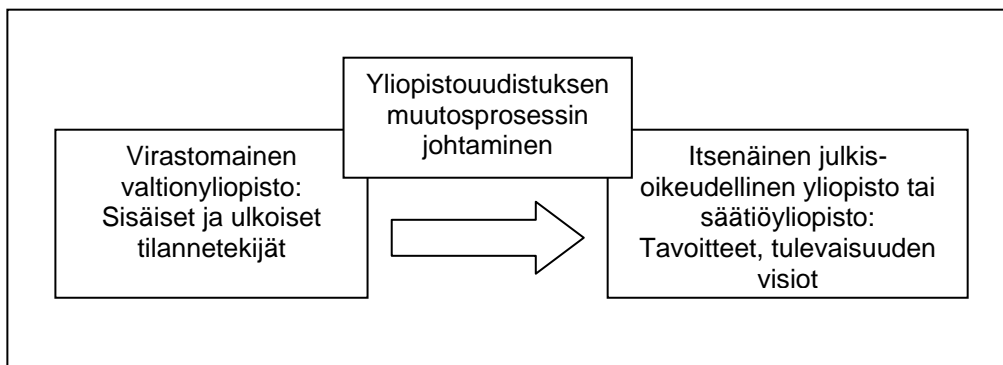 Yliopistouudistuksen
muutosprosessin
johtaminen
Virastomainen
valtionyliopisto:
Sisäiset ja ulkoiset
tilannetekijät
Itsenäinen julkis-
oikeudellinen yliopisto tai
säätiöyliopisto:
Tavoitteet, tulevaisuuden
visiot